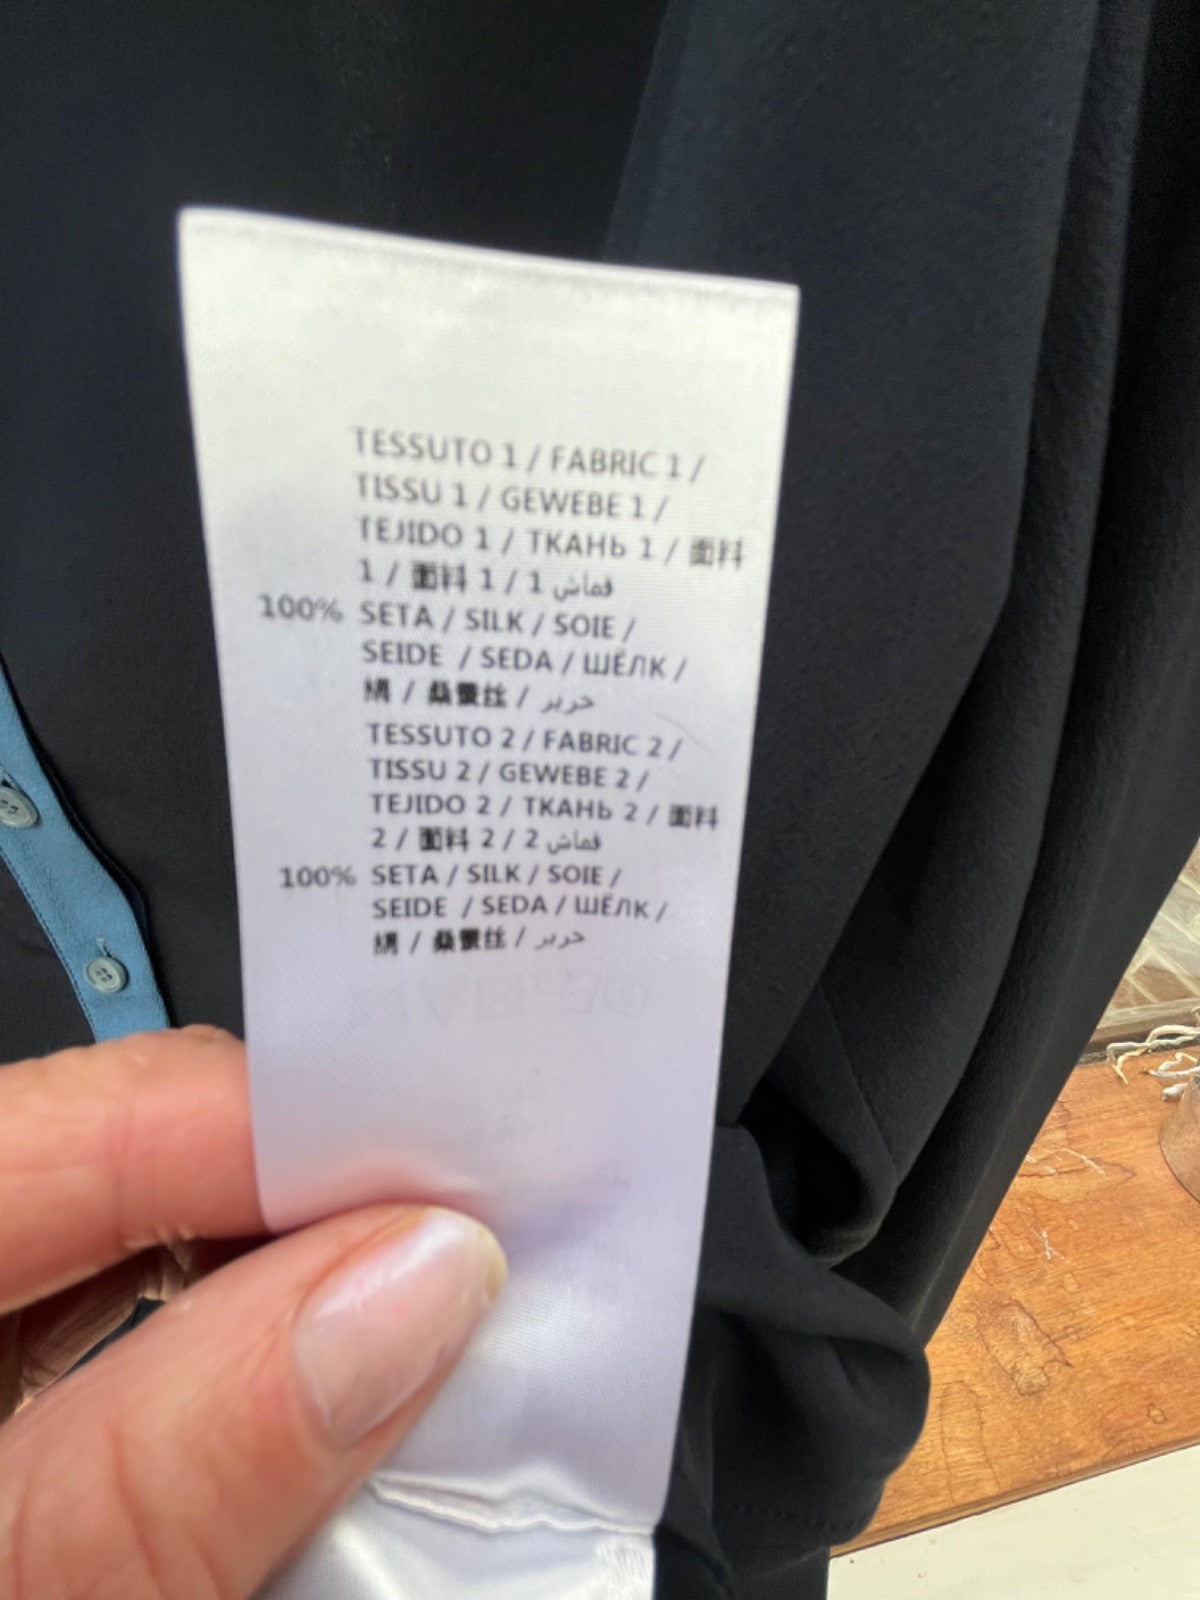 TESSUTO 1 / FABRIC 1 /
TISSU 1 / GEWEBE 1 /
TEJIDO 1 / ТКАНЬ 1 / 面料
1 / 面料 1 / 1 قماش
100% SETA / SILK / SOIE /
SEIDE / SEDA / ШЁЛК /
絹 / 桑蚕丝 / حرير
TESSUTO 2 / FABRIC 2 /
TISSU 2 / GEWEBE 2 /
TEJIDO 2 / ТКАНЬ 2 / 面料
2 / 面料 2 / 2 قماش
100% SETA / SILK / SOIE /
SEIDE / SEDA / ШЁЛК /
絹 / 桑蚕丝 / حرير